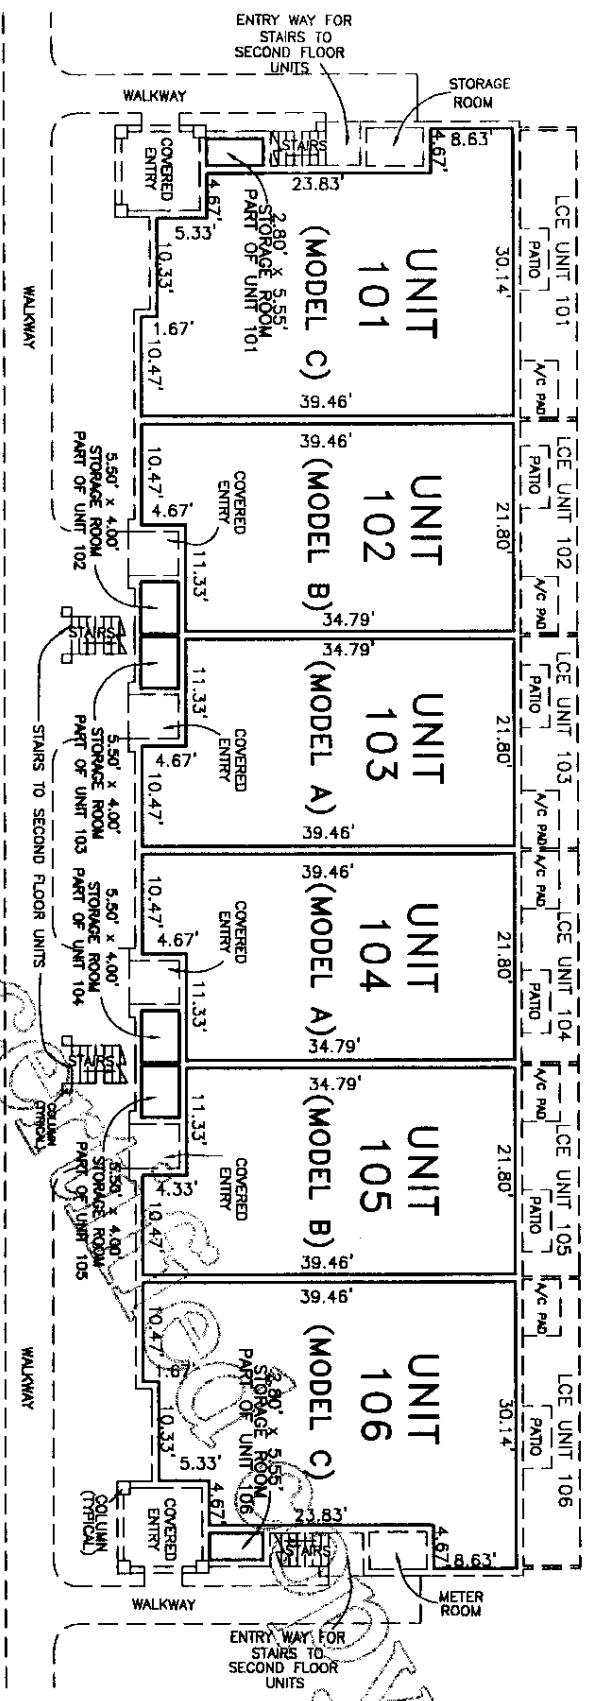 ENTRY WAY FOR
STAIRS TO
SECOND FLOOR
UNITS
STORAGE
ROOM
WALKWAY
STAIRS
COVERED
ENTRY
4.67'
8.63'
23.83'
4.67'
5.33'
2.80' x 5.55'
STORAGE ROOM
PART OF UNIT 101
10.33'
1.67'
10.47'
UNIT
101
(MODEL C)
30.14'
39.46'
LCE UNIT 101
PATIO
A/C PAD
WALKWAY
39.46'
10.47'
4.67'
COVERED
ENTRY
11.33'
5.50' x 4.00'
STORAGE ROOM
PART OF UNIT 102
UNIT
102
(MODEL B)
21.80'
34.79'
LCE UNIT 102
PATIO
A/C PAD
STAIRS
STAIRS TO SECOND FLOOR UNITS
34.79'
11.33'
4.67'
COVERED
ENTRY
10.47'
5.50' x 4.00'
STORAGE ROOM
PART OF UNIT 103
UNIT
103
(MODEL A)
21.80'
39.46'
LCE UNIT 103
PATIO
A/C PAD
39.46'
10.47'
4.67'
COVERED
ENTRY
11.33'
5.50' x 4.00'
STORAGE ROOM
PART OF UNIT 104
UNIT
104
(MODEL A)
21.80'
34.79'
LCE UNIT 104
A/C PAD
PATIO
STAIRS
COLUMN
(TYPICAL)
34.79'
11.33'
4.33'
COVERED
ENTRY
10.47'
5.50' x 4.00'
STORAGE ROOM
PART OF UNIT 105
UNIT
105
(MODEL B)
21.80'
39.46'
LCE UNIT 105
A/C PAD
PATIO
39.46'
10.47'
1.67'
10.33'
5.33'
4.67'
2.80' x 5.55'
STORAGE ROOM
PART OF UNIT 106
UNIT
106
(MODEL C)
30.14'
23.83'
4.67'
8.63'
LCE UNIT 106
A/C PAD
PATIO
WALKWAY
COLUMN
(TYPICAL)
COVERED
ENTRY
STAIRS
METER
ROOM
WALKWAY
ENTRY WAY FOR
STAIRS TO
SECOND FLOOR
UNITS
Certified Copy